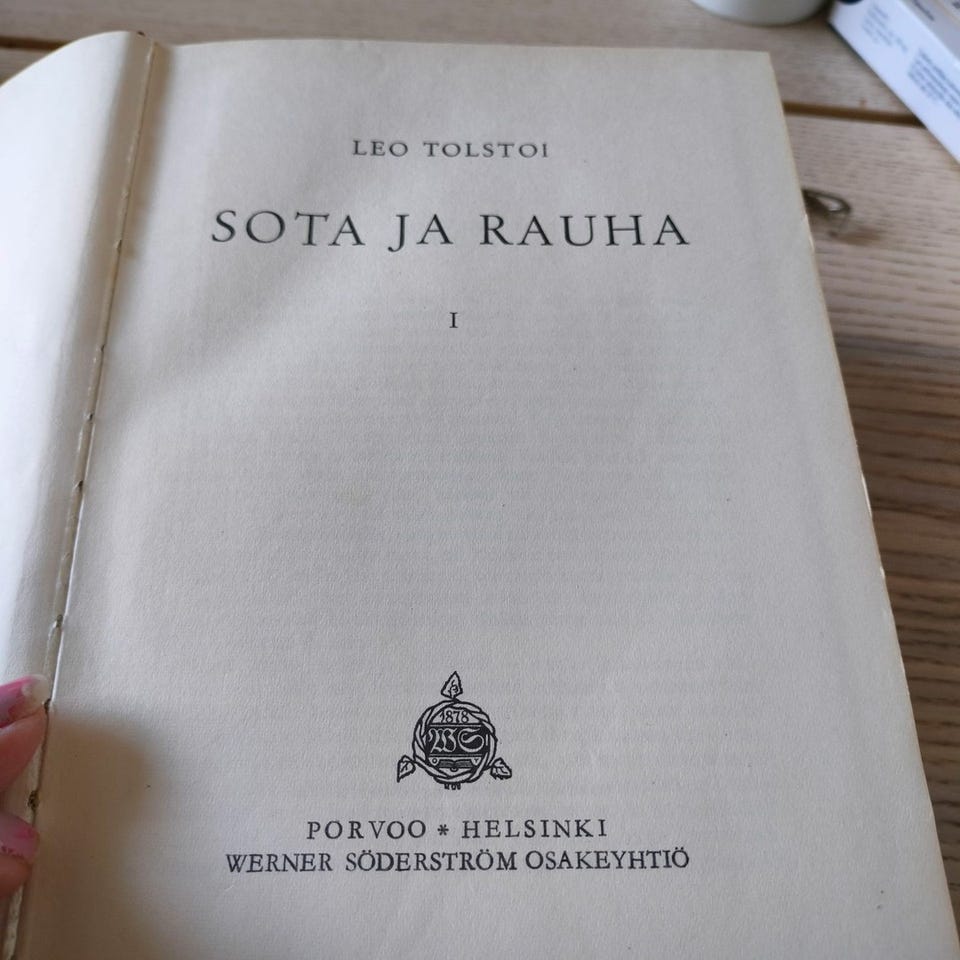 LEO TOLSTOI
SOTA JA RAUHA
I
1878
WS
PORVOO * HELSINKI
WERNER SÖDERSTRÖM OSAKEYHTIÖ